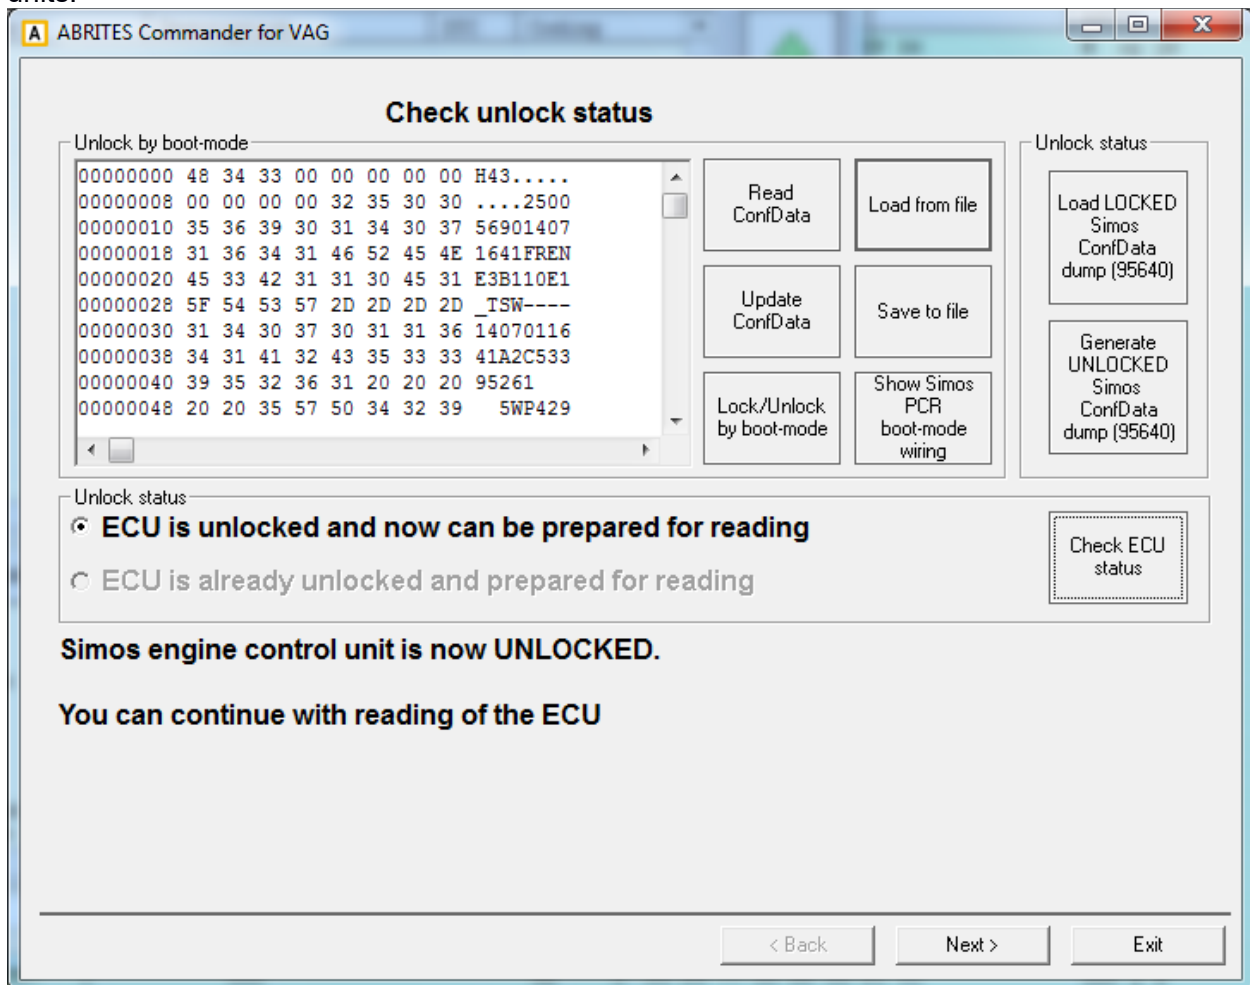 ABRITES Commander for VAG
Check unlock status
Unlock by boot-mode
00000000 48 34 33 00 00 00 00 00 H43.....
00000008 00 00 00 00 32 35 30 30 ....2500
00000010 35 36 39 30 31 34 30 37 56901407
00000018 31 36 34 31 46 52 45 4E 1641FREN
00000020 45 33 42 31 31 30 45 31 E3B110E1
00000028 5F 54 53 57 2D 2D 2D 2D _TSW----
00000030 31 34 30 37 30 31 31 36 14070116
00000038 34 31 41 32 43 35 33 33 41A2C533
00000040 39 35 32 36 31 20 20 20 95261
00000048 20 20 35 57 50 34 32 39   5WP429
Read
ConfData
Load from file
Update
ConfData
Save to file
Lock/Unlock
by boot-mode
Show Simos
PCR
boot-mode
wiring
Unlock status
Load LOCKED
Simos
ConfData
dump (95640)
Generate
UNLOCKED
Simos
ConfData
dump (95640)
Unlock status
ECU is unlocked and now can be prepared for reading
ECU is already unlocked and prepared for reading
Check ECU
status
Simos engine control unit is now UNLOCKED.
You can continue with reading of the ECU
< Back
Next >
Exit